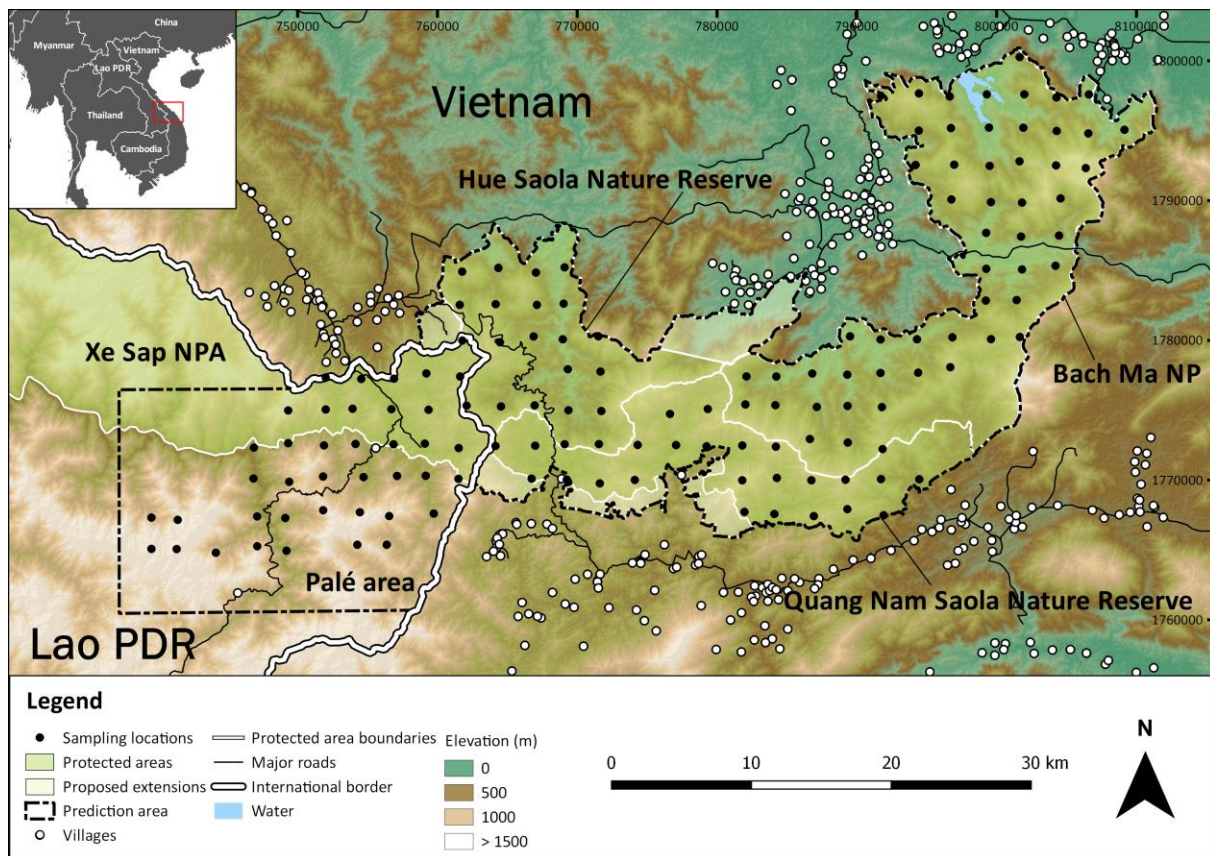 China
Myanmar
Vietnam
Lao PDR
Thailand
Cambodia
750000
760000
770000
780000
790000
800000
810000
1800000
1790000
1780000
1770000
1760000
Vietnam
Hue Saola Nature Reserve
Xe Sap NPA
Bach Ma NP
Palé area
Quang Nam Saola Nature Reserve
Lao PDR
Legend
Sampling locations
Protected areas
Proposed extensions
Prediction area
Villages
Protected area boundaries
Major roads
International border
Water
Elevation (m)
0
500
1000
> 1500
0 10 20 30 km
N